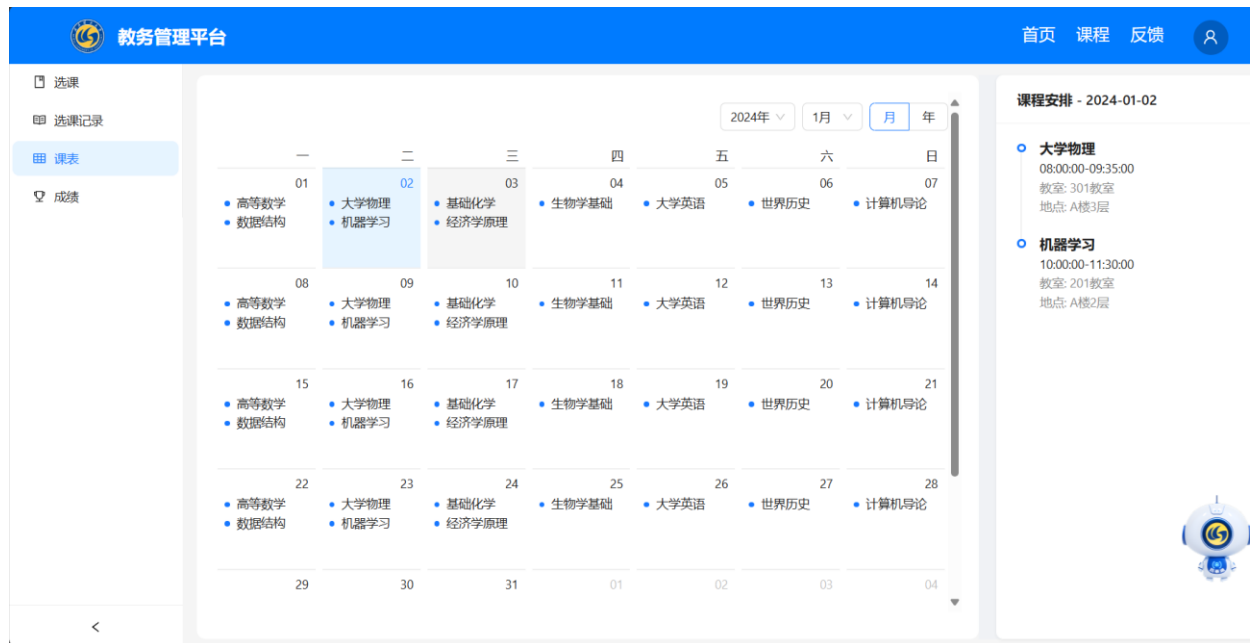 教务管理平台
首页 课程 反馈
选课
选课记录
课表
成绩
2024年 1月 月 年
一 二 三 四 五 六 日
01 02 03 04 05 06 07
高等数学 大学物理 基础化学 生物学基础 大学英语 世界历史 计算机导论
数据结构 机器学习 经济学原理
08 09 10 11 12 13 14
高等数学 大学物理 基础化学 生物学基础 大学英语 世界历史 计算机导论
数据结构 机器学习 经济学原理
15 16 17 18 19 20 21
高等数学 大学物理 基础化学 生物学基础 大学英语 世界历史 计算机导论
数据结构 机器学习 经济学原理
22 23 24 25 26 27 28
高等数学 大学物理 基础化学 生物学基础 大学英语 世界历史 计算机导论
数据结构 机器学习 经济学原理
29 30 31 01 02 03 04
课程安排 - 2024-01-02
大学物理
08:00:00-09:35:00
教室: 301教室
地点: A楼3层
机器学习
10:00:00-11:30:00
教室: 201教室
地点: A楼2层